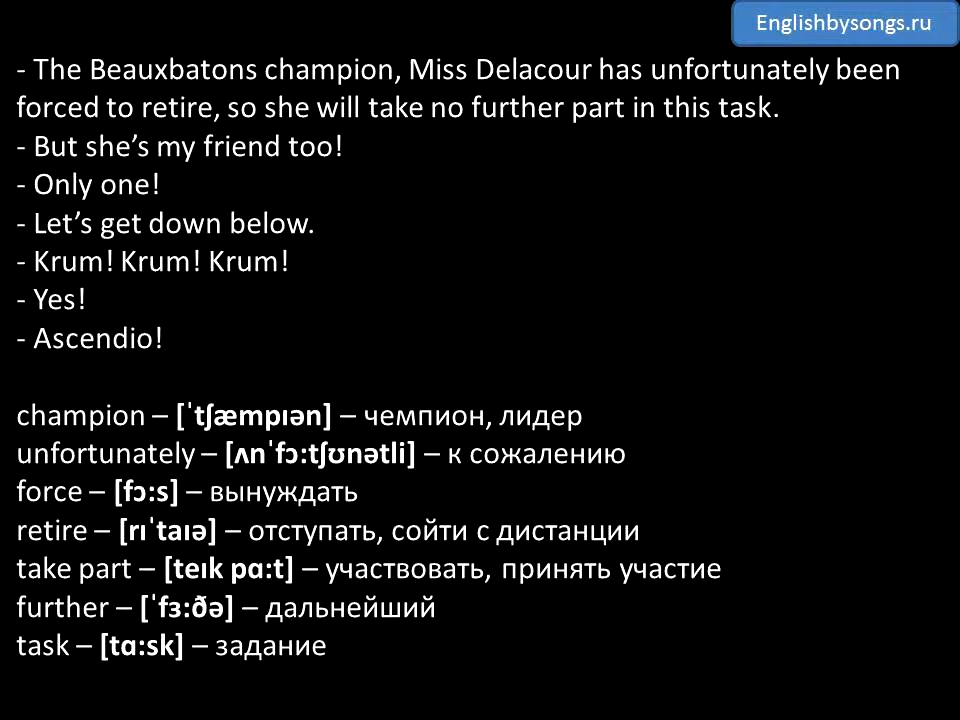 Englishbysongs.ru
- The Beauxbatons champion, Miss Delacour has unfortunately been
forced to retire, so she will take no further part in this task.
- But she’s my friend too!
- Only one!
- Let’s get down below.
- Krum! Krum! Krum!
- Yes!
- Ascendio!
champion – [ˈtʃæmpɪən] – чемпион, лидер
unfortunately – [ʌnˈfɔ:tʃʊnətli] – к сожалению
force – [fɔ:s] – вынуждать
retire – [rɪˈtaɪə] – отступать, сойти с дистанции
take part – [teɪk pɑ:t] – участвовать, принять участие
further – [ˈfɜ:ðə] – дальнейший
task – [tɑ:sk] – задание